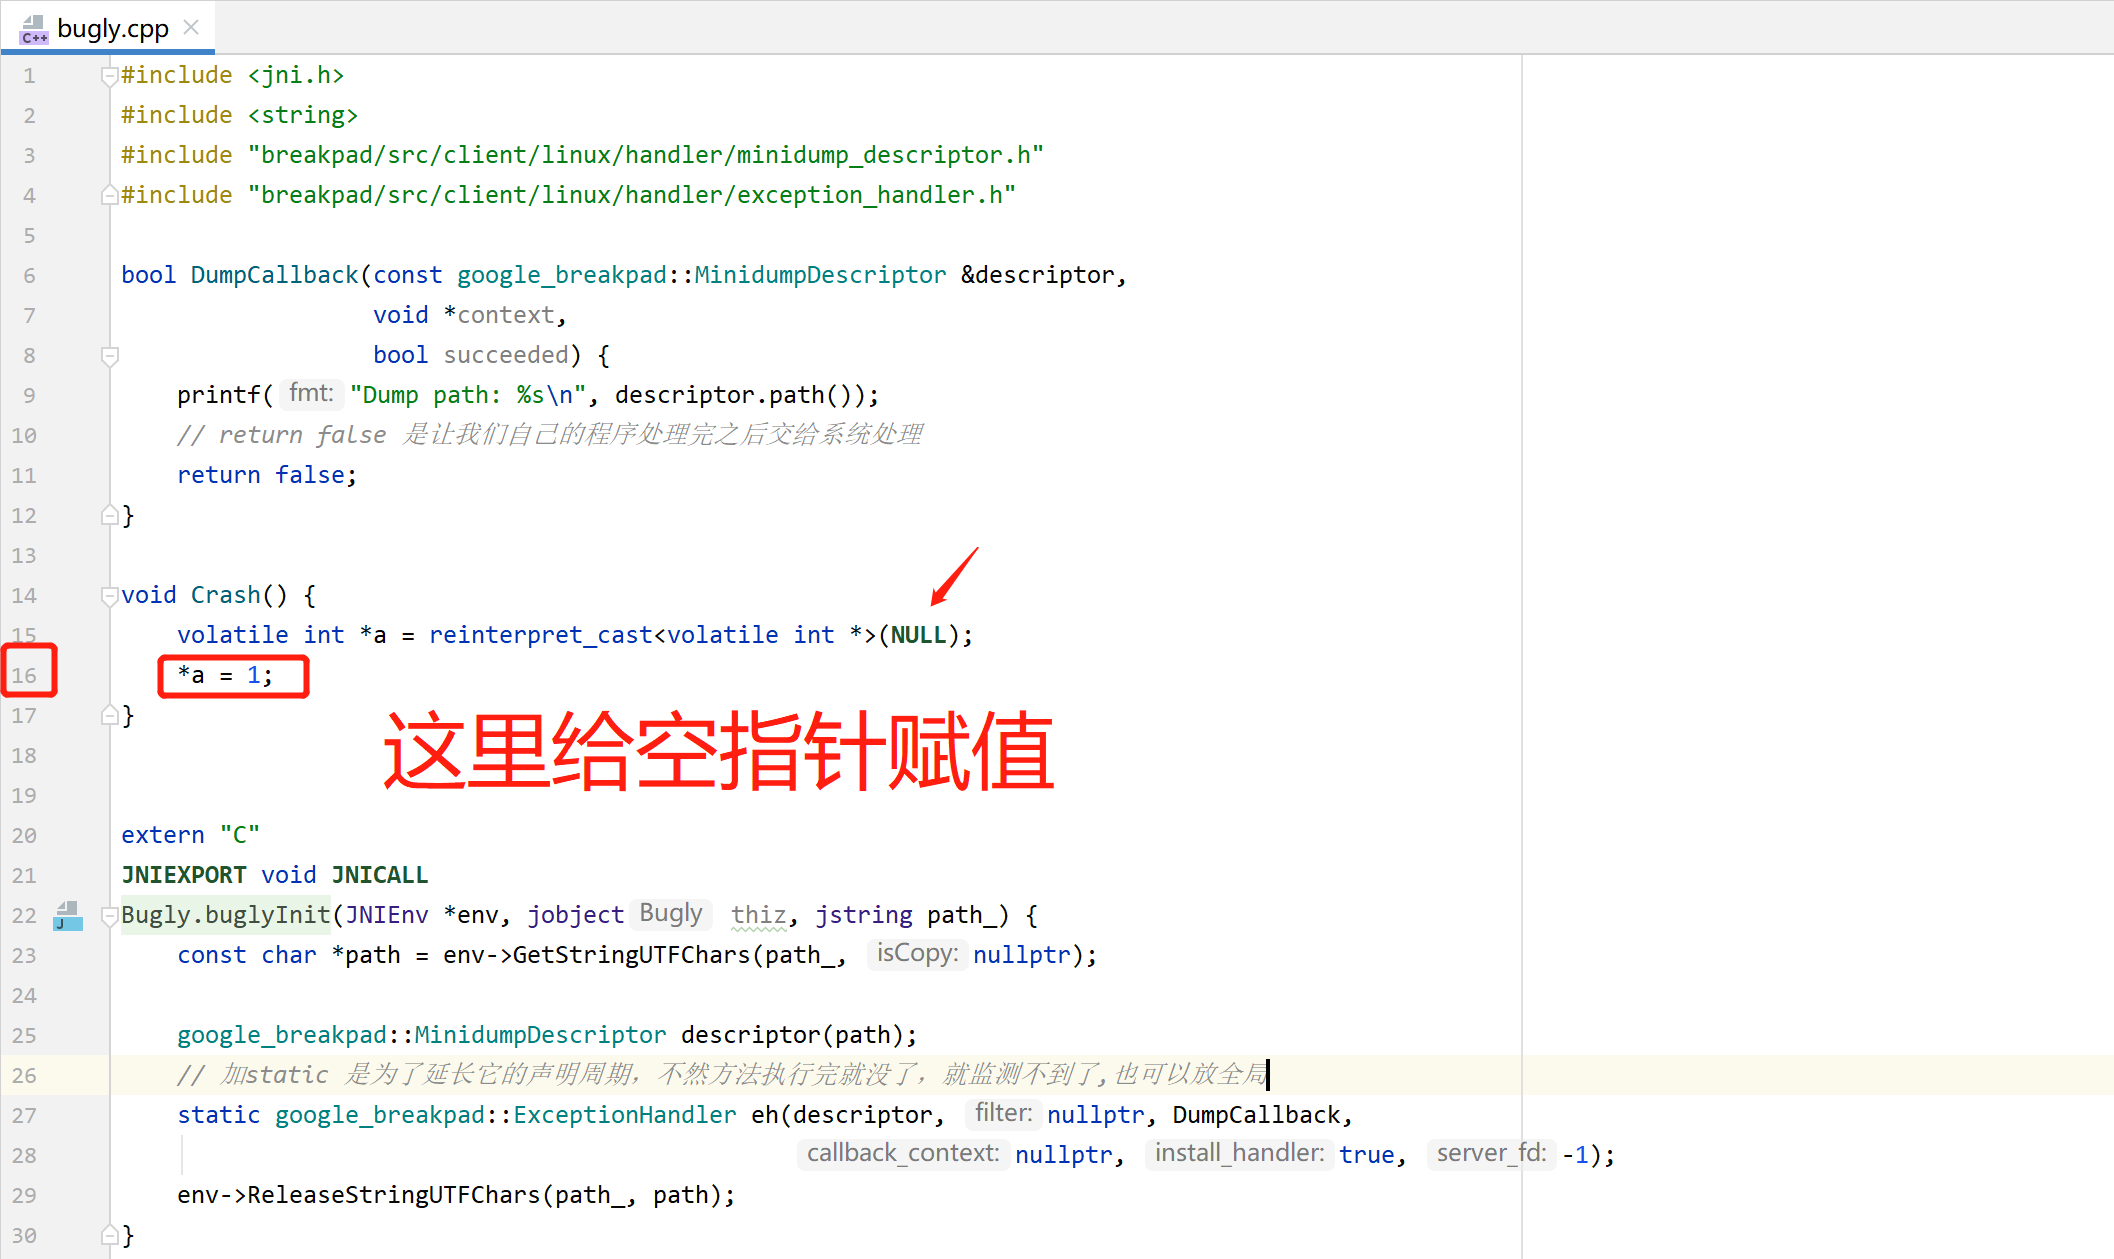 bugly.cpp
1 #include <jni.h>
2 #include <string>
3 #include "breakpad/src/client/linux/handler/minidump_descriptor.h"
4 #include "breakpad/src/client/linux/handler/exception_handler.h"
5
6 bool DumpCallback(const google_breakpad::MinidumpDescriptor &descriptor,
7 void *context,
8 bool succeeded) {
9 printf( fmt: "Dump path: %s\n", descriptor.path());
10 // return false 是让我们自己的程序处理完之后交给系统处理
11 return false;
12 }
13
14 void Crash() {
15 volatile int *a = reinterpret_cast<volatile int *>(NULL);
16 *a = 1;
17 }
这里给空指针赋值
18
19
20 extern "C"
21 JNIEXPORT void JNICALL
22 Bugly.buglyInit(JNIEnv *env, jobject Bugly thiz, jstring path_) {
23 const char *path = env->GetStringUTFChars(path_, isCopy: nullptr);
24
25 google_breakpad::MinidumpDescriptor descriptor(path);
26 // 加static 是为了延长它的声明周期，不然方法执行完就没了，就监测不到了,也可以放全局
27 static google_breakpad::ExceptionHandler eh(descriptor, filter: nullptr, DumpCallback,
28 callback_context: nullptr, install_handler: true, server_fd: -1);
29 env->ReleaseStringUTFChars(path_, path);
30 }